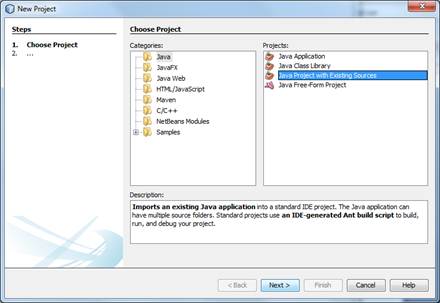 New Project
Steps
1. Choose Project
2. ...
Choose Project
Categories:
Java
JavaFX
Java Web
HTML/JavaScript
Maven
C/C++
NetBeans Modules
Samples
Projects:
Java Application
Java Class Library
Java Project with Existing Sources
Java Free-Form Project
Description:
Imports an existing Java application into a standard IDE project. The Java application can
have multiple source folders. Standard projects use an IDE-generated Ant build script to build,
run, and debug your project.
< Back
Next >
Finish
Cancel
Help